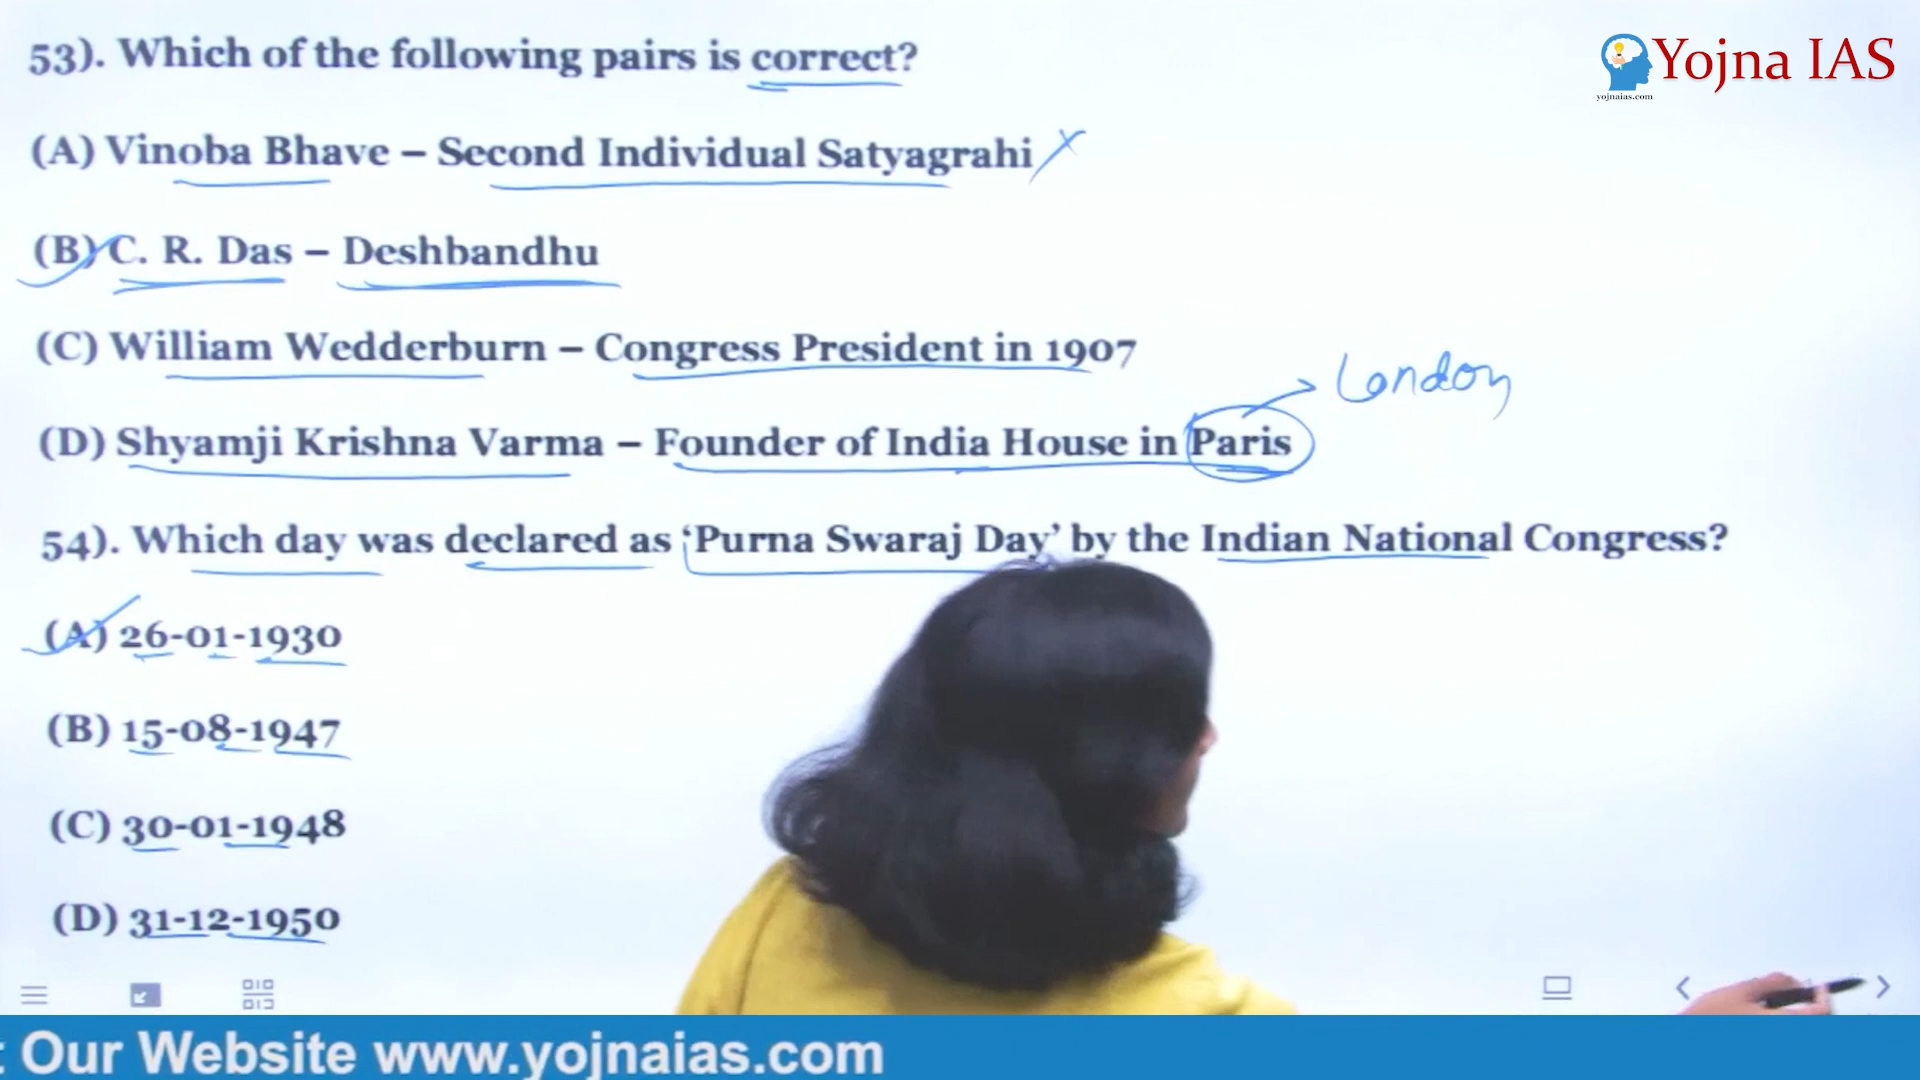 53). Which of the following pairs is correct?
Yojna IAS
yojnaias.com
(A) Vinoba Bhave – Second Individual Satyagrahi
(B) C. R. Das – Deshbandhu
(C) William Wedderburn – Congress President in 1907
London
(D) Shyamji Krishna Varma – Founder of India House in Paris
54). Which day was declared as ‘Purna Swaraj Day’ by the Indian National Congress?
(A) 26-01-1930
(B) 15-08-1947
(C) 30-01-1948
(D) 31-12-1950
Our Website www.yojnaias.com